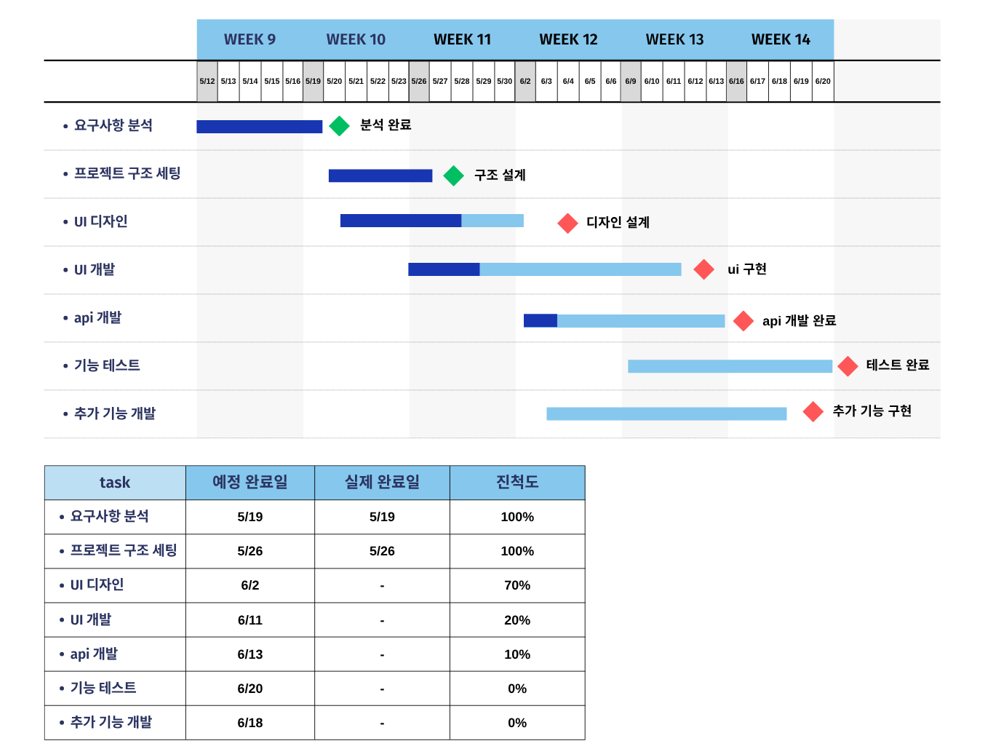 WEEK 9 WEEK 10 WEEK 11 WEEK 12 WEEK 13 WEEK 14
5/12 5/13 5/14 5/15 5/16 5/19 5/20 5/21 5/22 5/23 5/26 5/27 5/28 5/29 5/30 6/2 6/3 6/4 6/5 6/6 6/9 6/10 6/11 6/12 6/13 6/16 6/17 6/18 6/19 6/20
• 요구사항 분석 분석 완료
• 프로젝트 구조 세팅 구조 설계
• UI 디자인 디자인 설계
• UI 개발 ui 구현
• api 개발 api 개발 완료
• 기능 테스트 테스트 완료
• 추가 기능 개발 추가 기능 구현
task 예정 완료일 실제 완료일 진척도
• 요구사항 분석 5/19 5/19 100%
• 프로젝트 구조 세팅 5/26 5/26 100%
• UI 디자인 6/2 - 70%
• UI 개발 6/11 - 20%
• api 개발 6/13 - 10%
• 기능 테스트 6/20 - 0%
• 추가 기능 개발 6/18 - 0%